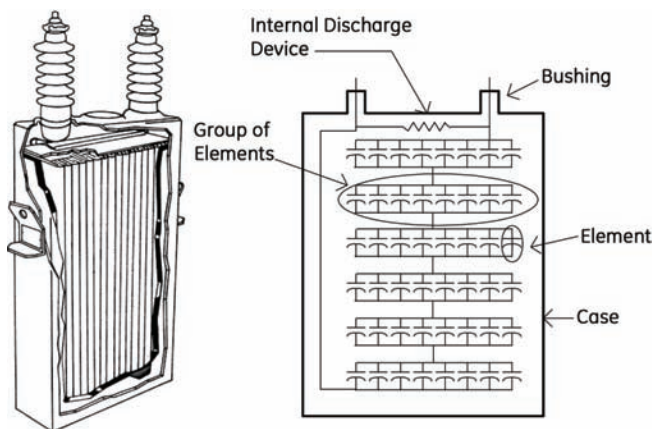 Internal Discharge
Device
Bushing
Group of
Elements
Element
Case